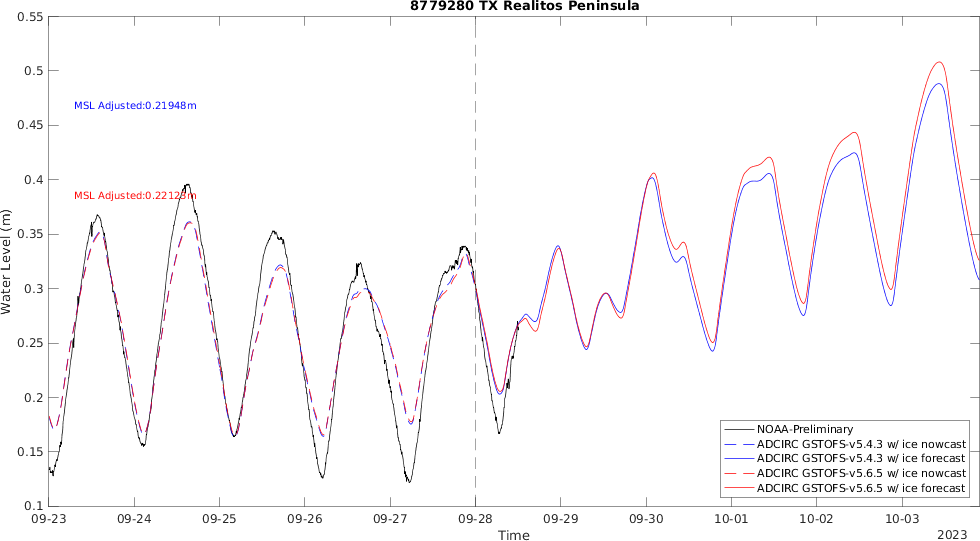 8779280 TX Realitos Peninsula
0.55
0.5
0.45
0.4
0.35
0.3
0.25
0.2
0.15
0.1
Water Level (m)
MSL Adjusted:0.21948m
MSL Adjusted:0.22123m
NOAA-Preliminary
ADCIRC GSTOFS-v5.4.3 w/ ice nowcast
ADCIRC GSTOFS-v5.4.3 w/ ice forecast
ADCIRC GSTOFS-v5.6.5 w/ ice nowcast
ADCIRC GSTOFS-v5.6.5 w/ ice forecast
09-23 09-24 09-25 09-26 09-27 09-28 09-29 09-30 10-01 10-02 10-03
Time
2023